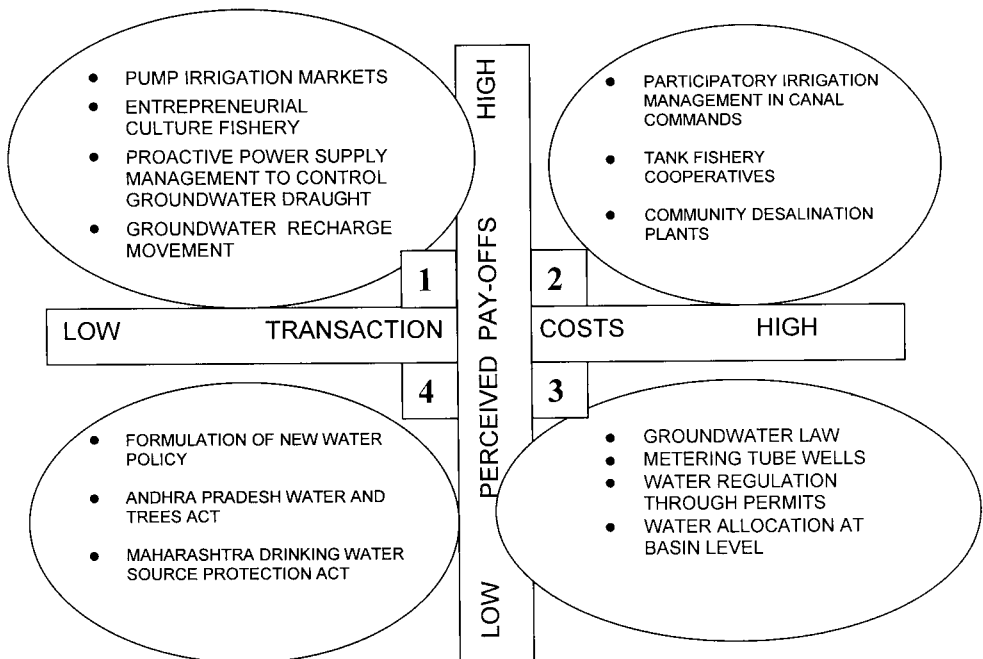 ● PUMP IRRIGATION MARKETS
● ENTREPRENEURIAL
CULTURE FISHERY
● PROACTIVE POWER SUPPLY
MANAGEMENT TO CONTROL
GROUNDWATER DRAUGHT
● GROUNDWATER RECHARGE
MOVEMENT
HIGH
● PARTICIPATORY IRRIGATION
MANAGEMENT IN CANAL
COMMANDS
● TANK FISHERY
COOPERATIVES
● COMMUNITY DESALINATION
PLANTS
1
2
LOW TRANSACTION COSTS HIGH
PERCEIVED PAY-OFFS
4
3
● FORMULATION OF NEW WATER
POLICY
● ANDHRA PRADESH WATER AND
TREES ACT
● MAHARASHTRA DRINKING WATER
SOURCE PROTECTION ACT
LOW
● GROUNDWATER LAW
● METERING TUBE WELLS
● WATER REGULATION
THROUGH PERMITS
● WATER ALLOCATION AT
BASIN LEVEL